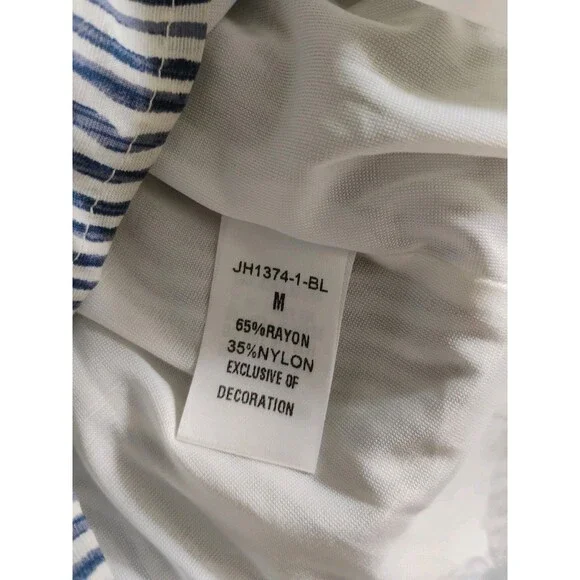 JH1374-1-BL
M
65%RAYON
35%NYLON
EXCLUSIVE OF
DECORATION